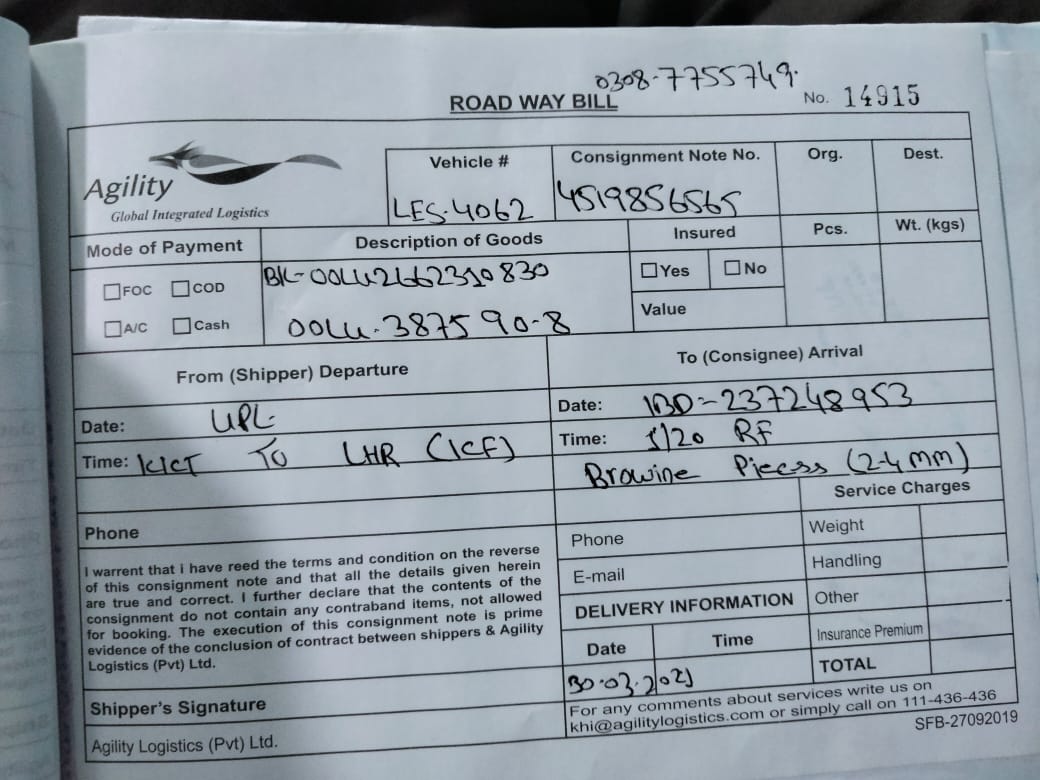 0308-7755749.
ROAD WAY BILL
No. 14915
Agility
Global Integrated Logistics
Vehicle #
Consignment Note No.
Org.
Dest.
LES-4062
4519856565
Mode of Payment
Description of Goods
Insured
Pcs.
Wt. (kgs)
FOC
COD
BK-OOLU2662310830
Yes
No
A/C
Cash
OOLU-387590-8
Value
From (Shipper) Departure
To (Consignee) Arrival
Date: UPL-
Date: 237248953
Time: KICT TO LHR (ICF)
Time: 1/20 RF
Browine Piecess (2-4 mm)
Service Charges
Phone
Phone
Weight
I warrent that i have reed the terms and condition on the reverse
of this consignment note and that all the details given herein
are true and correct. I further declare that the contents of the
consignment do not contain any contraband items, not allowed
for booking. The execution of this consignment note is prime
evidence of the conclusion of contract between shippers & Agility
Logistics (Pvt) Ltd.
E-mail
Handling
DELIVERY INFORMATION
Other
Date
Time
Insurance Premium
30-03-2021
TOTAL
Shipper's Signature
For any comments about services write us on
khi@agilitylogistics.com or simply call on 111-436-436
Agility Logistics (Pvt) Ltd.
SFB-27092019